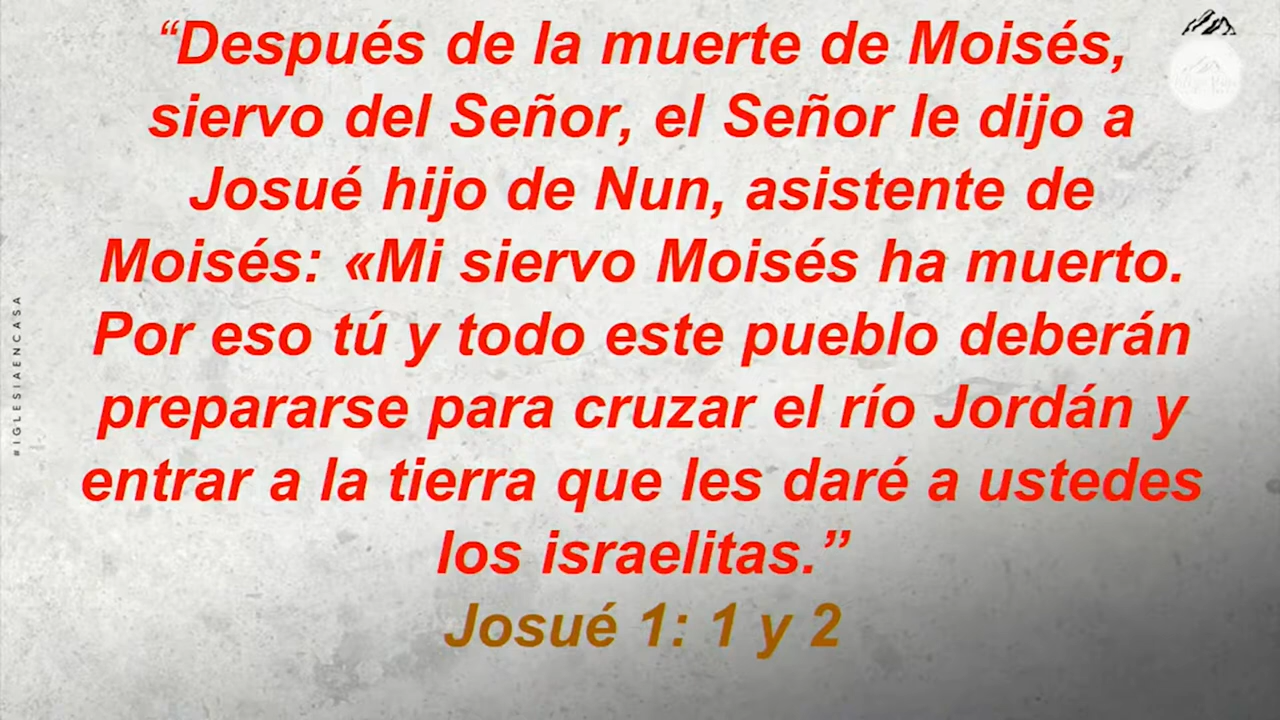 “Después de la muerte de Moisés,
siervo del Señor, el Señor le dijo a
Josué hijo de Nun, asistente de
Moisés: «Mi siervo Moisés ha muerto.
Por eso tú y todo este pueblo deberán
prepararse para cruzar el río Jordán y
entrar a la tierra que les daré a ustedes
los israelitas.”
Josué 1: 1 y 2
#IGLESIAENCASA